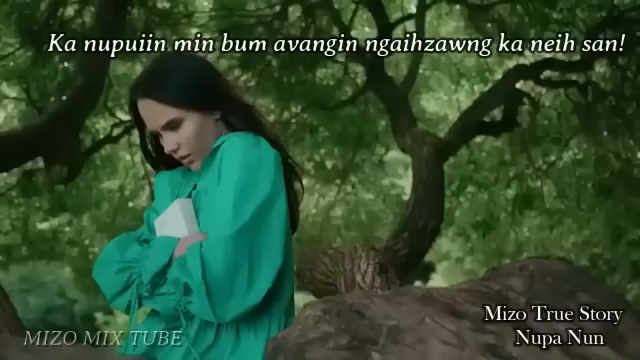 Ka nupuiin min bum avangin ngaihzawng ka neih san!
Mizo True Story
Nupa Nun
MIZO MIX TUBE